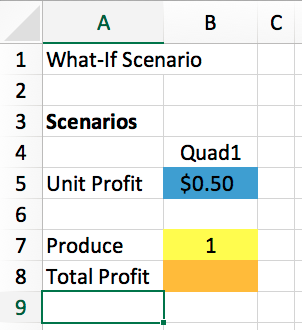 A B C
1 What-If Scenario
2
3 Scenarios
4 Quad1
5 Unit Profit $0.50
6
7 Produce 1
8 Total Profit
9